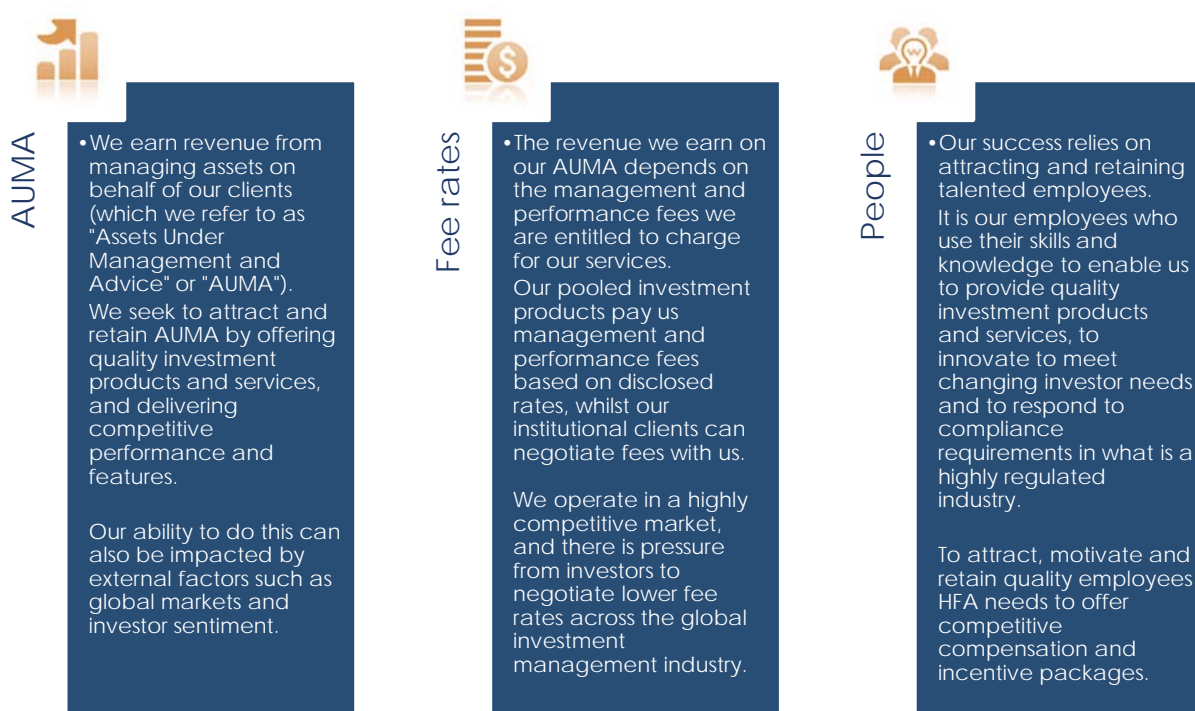 AUMA
•We earn revenue from
managing assets on
behalf of our clients
(which we refer to as
"Assets Under
Management and
Advice" or "AUMA").
We seek to attract and
retain AUMA by offering
quality investment
products and services,
and delivering
competitive
performance and
features.
Our ability to do this can
also be impacted by
external factors such as
global markets and
investor sentiment.
Fee rates
•The revenue we earn on
our AUMA depends on
the management and
performance fees we
are entitled to charge
for our services.
Our pooled investment
products pay us
management and
performance fees
based on disclosed
rates, whilst our
institutional clients can
negotiate fees with us.
We operate in a highly
competitive market,
and there is pressure
from investors to
negotiate lower fee
rates across the global
investment
management industry.
People
•Our success relies on
attracting and retaining
talented employees.
It is our employees who
use their skills and
knowledge to enable us
to provide quality
investment products
and services, to
innovate to meet
changing investor needs
and to respond to
compliance
requirements in what is a
highly regulated
industry.
To attract, motivate and
retain quality employees
HFA needs to offer
competitive
compensation and
incentive packages.